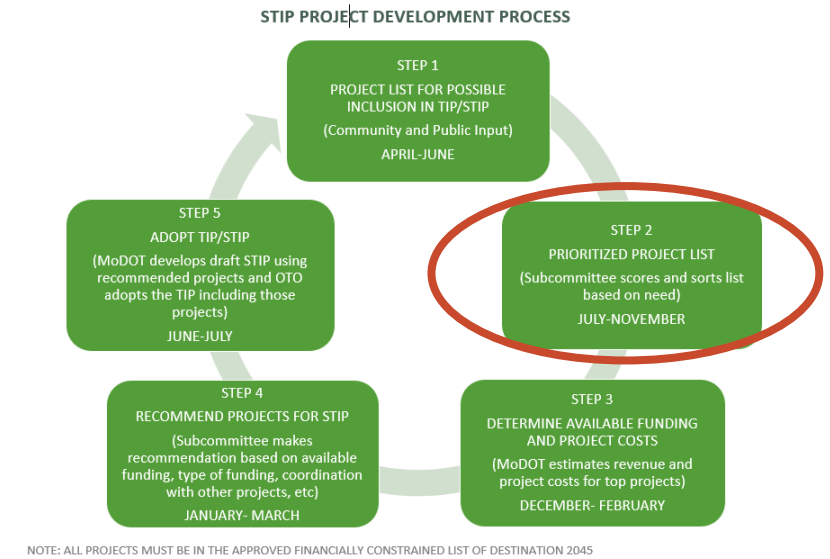 STIP PROJECT DEVELOPMENT PROCESS
STEP 1
PROJECT LIST FOR POSSIBLE
INCLUSION IN TIP/STIP
(Community and Public Input)
APRIL-JUNE
STEP 2
PRIORITIZED PROJECT LIST
(Subcommittee scores and sorts list
based on need)
JULY-NOVEMBER
STEP 3
DETERMINE AVAILABLE FUNDING
AND PROJECT COSTS
(MoDOT estimates revenue and
project costs for top projects)
DECEMBER- FEBRUARY
STEP 4
RECOMMEND PROJECTS FOR STIP
(Subcommittee makes
recommendation based on available
funding, type of funding, coordination
with other projects, etc)
JANUARY- MARCH
STEP 5
ADOPT TIP/STIP
(MoDOT develops draft STIP using
recommended projects and OTO
adopts the TIP including those
projects)
JUNE-JULY
NOTE: ALL PROJECTS MUST BE IN THE APPROVED FINANCIALLY CONSTRAINED LIST OF DESTINATION 2045